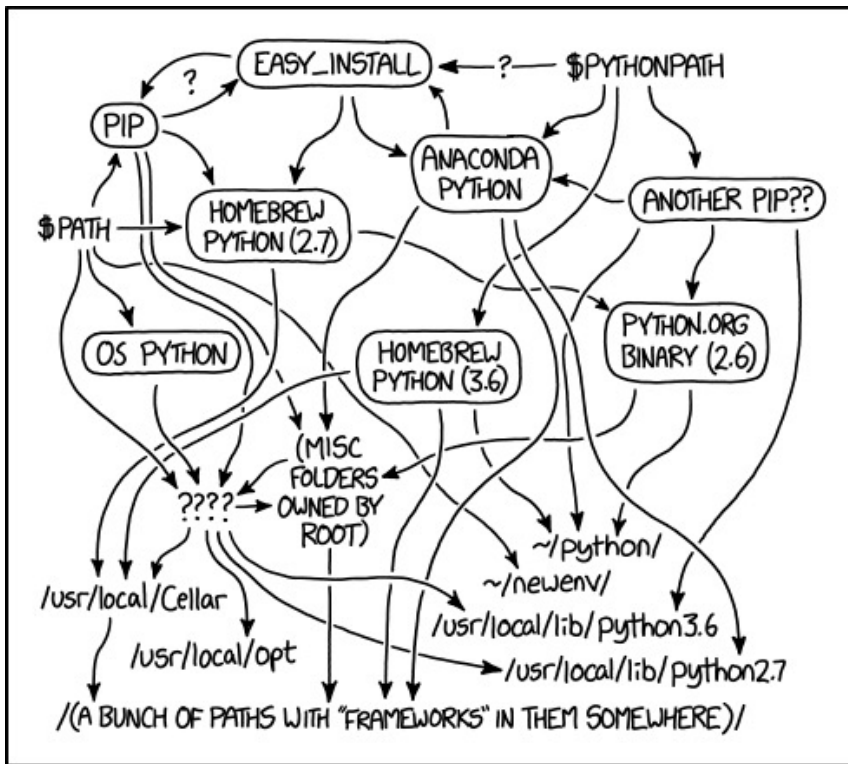 EASY_INSTALL
?
$PYTHONPATH
?
PIP
ANACONDA
PYTHON
HOMEBREW
PYTHON (2.7)
ANOTHER PIP??
$PATH
OS PYTHON
HOMEBREW
PYTHON (3.6)
PYTHON.ORG
BINARY (2.6)
(MISC
FOLDERS
OWNED BY
ROOT)
????
~/python/
~/newenv/
/usr/local/Cellar
/usr/local/lib/python3.6
/usr/local/opt
/usr/local/lib/python2.7
/(A BUNCH OF PATHS WITH "FRAMEWORKS" IN THEM SOMEWHERE)/